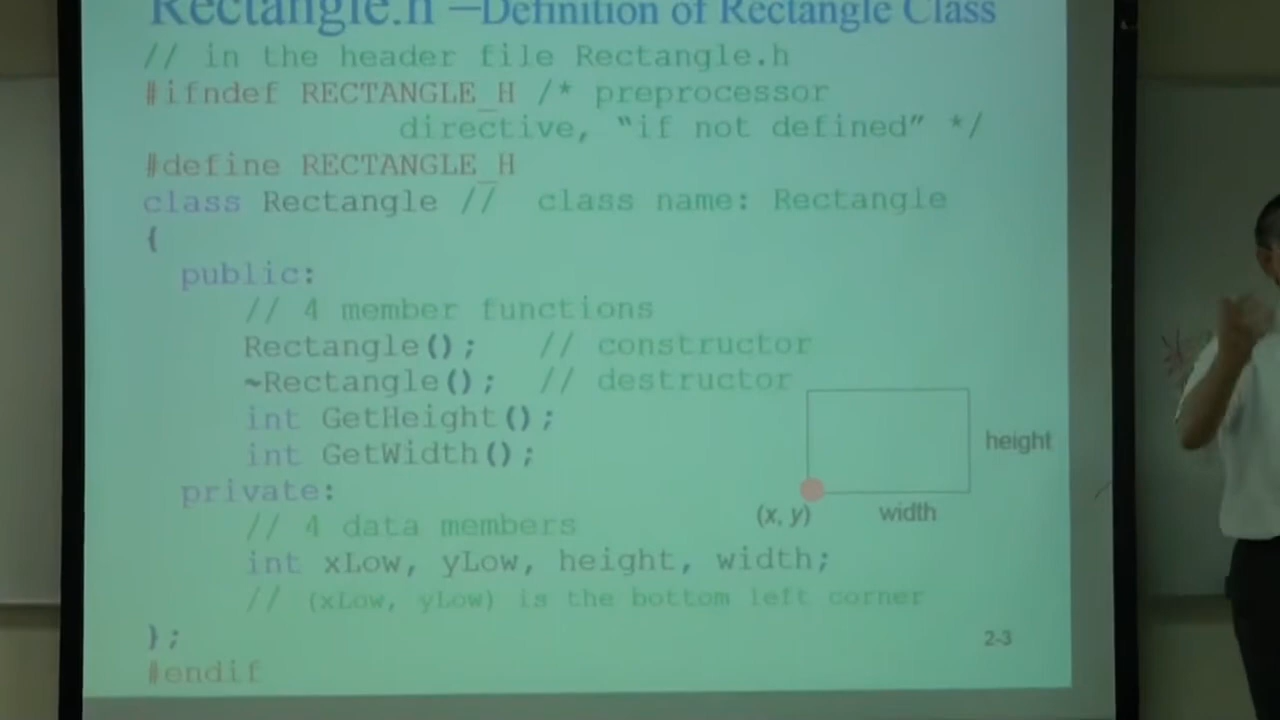 Rectangle.h –Definition of Rectangle Class
// in the header file Rectangle.h
#ifndef RECTANGLE_H /* preprocessor
directive, “if not defined” */
#define RECTANGLE_H
class Rectangle // class name: Rectangle
{
public:
// 4 member functions
Rectangle(); // constructor
~Rectangle(); // destructor
int GetHeight();
int GetWidth();
private:
// 4 data members
int xLow, yLow, height, width;
// (xLow, yLow) is the bottom left corner
};
#endif
height
(x, y) width
2-3